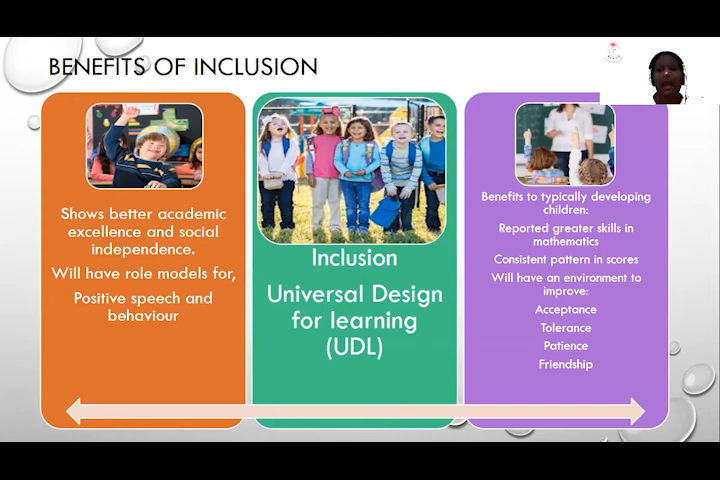 BENEFITS OF INCLUSION
Shows better academic
excellence and social
independence.
Will have role models for,
Positive speech and
behaviour
Inclusion
Universal Design
for learning
(UDL)
Benefits to typically developing
children:
Reported greater skills in
mathematics
Consistent pattern in scores
Will have an environment to
improve:
Acceptance
Tolerance
Patience
Friendship